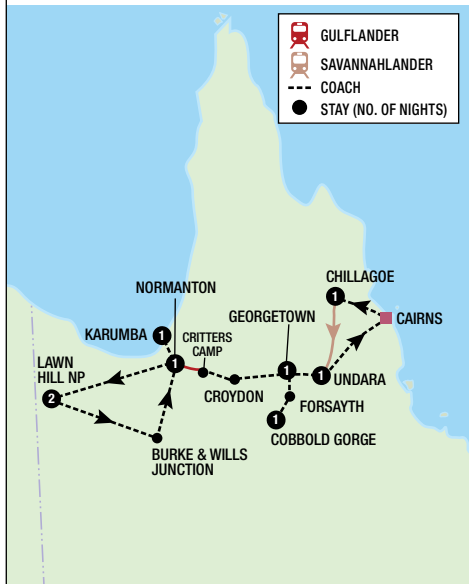 GULFLANDER
SAVANNAHLANDER
COACH
STAY (NO. OF NIGHTS)
CHILLAGOE
1
NORMANTON
GEORGETOWN
CAIRNS
KARUMBA
1
CRITTERS
CAMP
LAWN
HILL NP
1
1
1
UNDARA
2
CROYDON
FORSAYTH
1
COBBOLD GORGE
BURKE & WILLS
JUNCTION